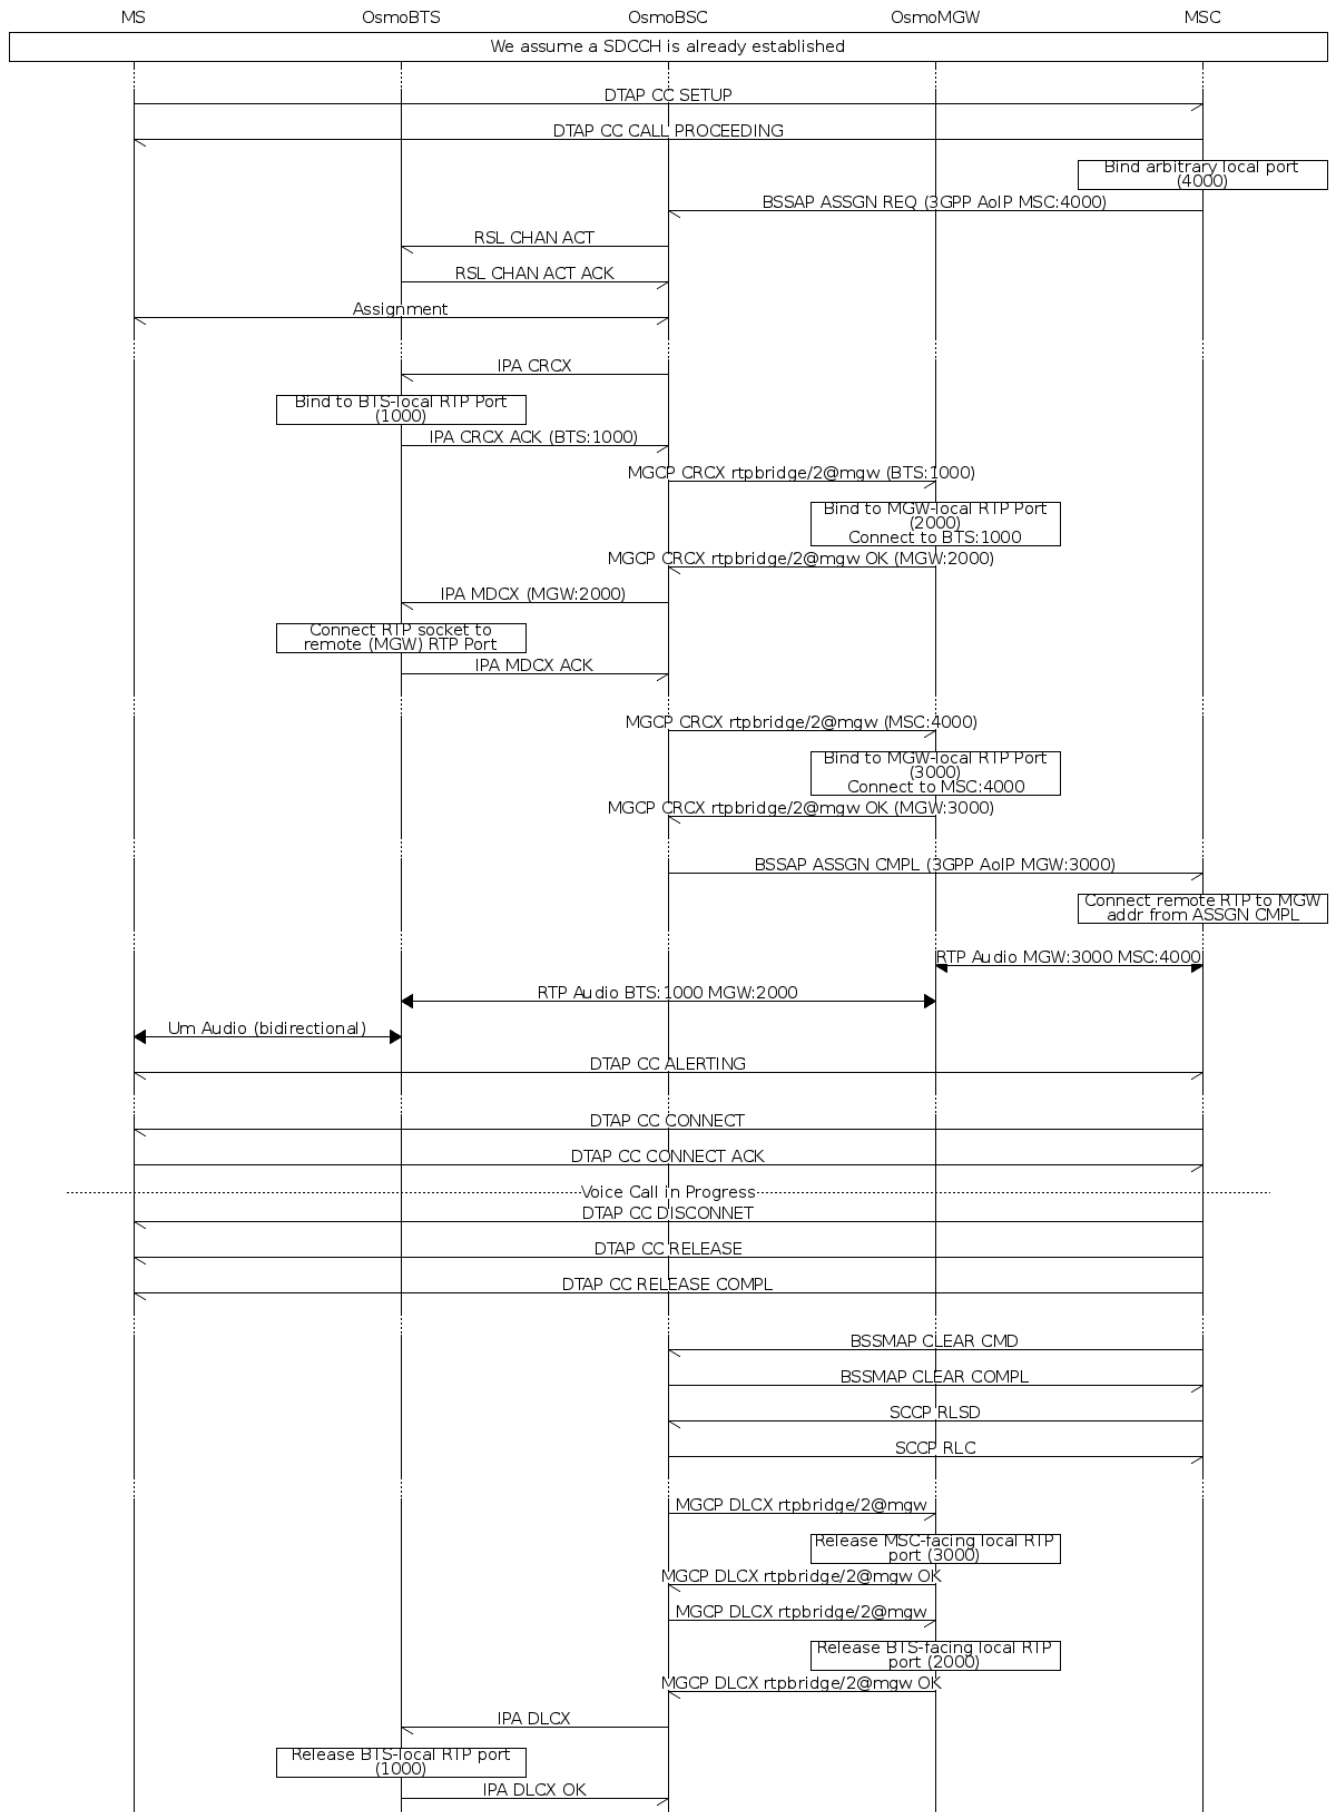 MS OsmoBTS OsmoBSC OsmoMGW MSC
We assume a SDCCH is already established
DTAP CC SETUP
DTAP CC CALL PROCEEDING
Bind arbitrary local port
(4000)
BSSAP ASSGN REQ (3GPP AoIP MSC:4000)
RSL CHAN ACT
RSL CHAN ACT ACK
Assignment
IPA CRCX
Bind to BTS-local RTP Port
(1000)
IPA CRCX ACK (BTS:1000)
MGCP CRCX rtpbridge/2@mgw (BTS:1000)
Bind to MGW-local RTP Port
(2000)
Connect to BTS:1000
MGCP CRCX rtpbridge/2@mgw OK (MGW:2000)
IPA MDCX (MGW:2000)
Connect RTP socket to
remote (MGW) RTP Port
IPA MDCX ACK
MGCP CRCX rtpbridge/2@mgw (MSC:4000)
Bind to MGW-local RTP Port
(3000)
Connect to MSC:4000
MGCP CRCX rtpbridge/2@mgw OK (MGW:3000)
BSSAP ASSGN CMPL (3GPP AoIP MGW:3000)
Connect remote RTP to MGW
addr from ASSGN CMPL
RTP Audio MGW:3000 MSC:4000
RTP Audio BTS:1000 MGW:2000
Um Audio (bidirectional)
DTAP CC ALERTING
DTAP CC CONNECT
DTAP CC CONNECT ACK
Voice Call in Progress
DTAP CC DISCONNET
DTAP CC RELEASE
DTAP CC RELEASE COMPL
BSSMAP CLEAR CMD
BSSMAP CLEAR COMPL
SCCP RLSD
SCCP RLC
MGCP DLCX rtpbridge/2@mgw
Release MSC-facing local RTP
port (3000)
MGCP DLCX rtpbridge/2@mgw OK
MGCP DLCX rtpbridge/2@mgw
Release BTS-facing local RTP
port (2000)
MGCP DLCX rtpbridge/2@mgw OK
IPA DLCX
Release BTS-local RTP port
(1000)
IPA DLCX OK